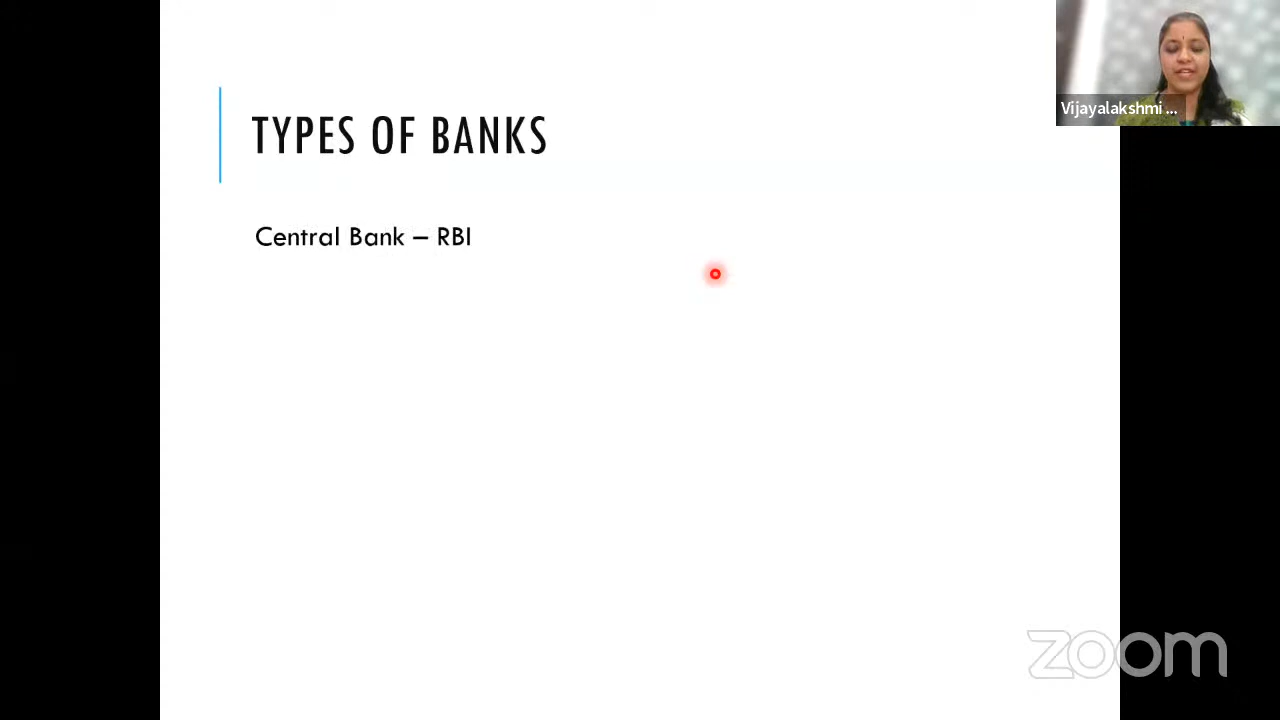 TYPES OF BANKS
Central Bank – RBI
Vijayalakshmi ...
zoom